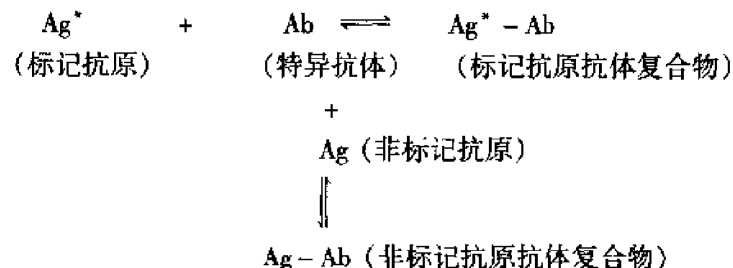 Ag* + Ab ⇌ Ag* - Ab
(标记抗原) (特异抗体) (标记抗原抗体复合物)
+
Ag (非标记抗原)
⥮
Ag - Ab (非标记抗原抗体复合物)